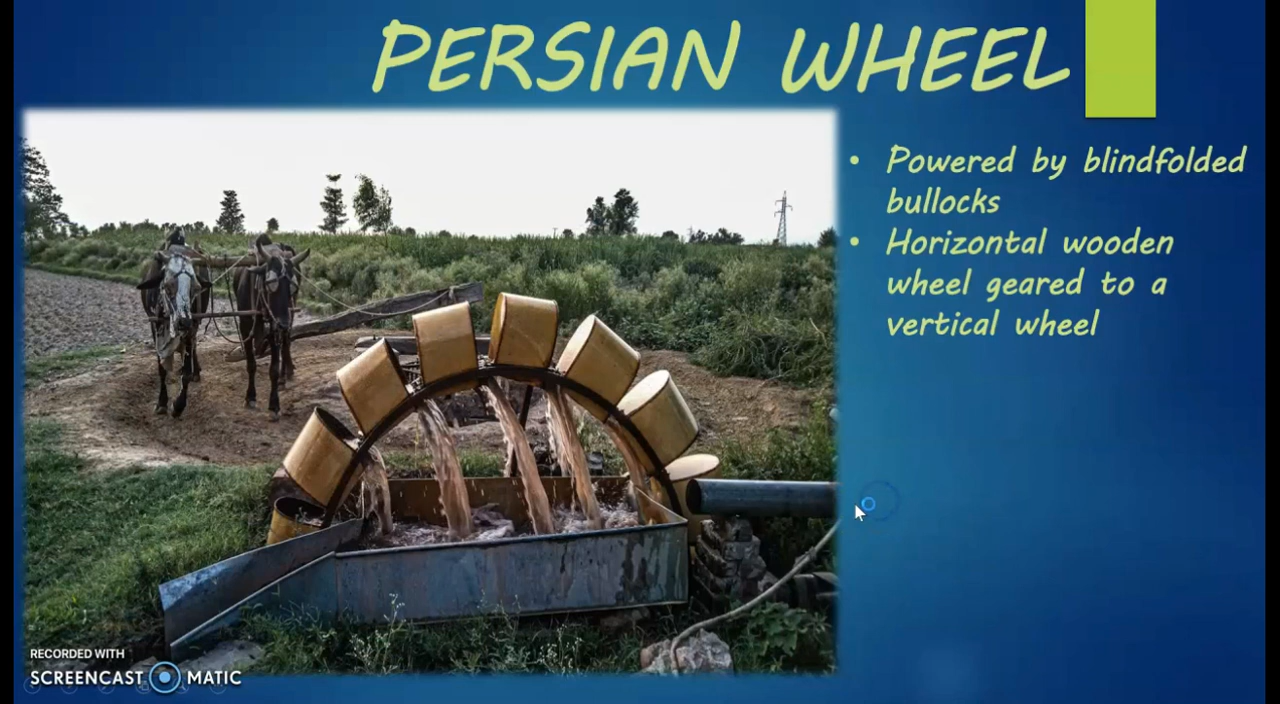 PERSIAN WHEEL
• Powered by blindfolded
bullocks
• Horizontal wooden
wheel geared to a
vertical wheel
RECORDED WITH
SCREENCAST MATIC